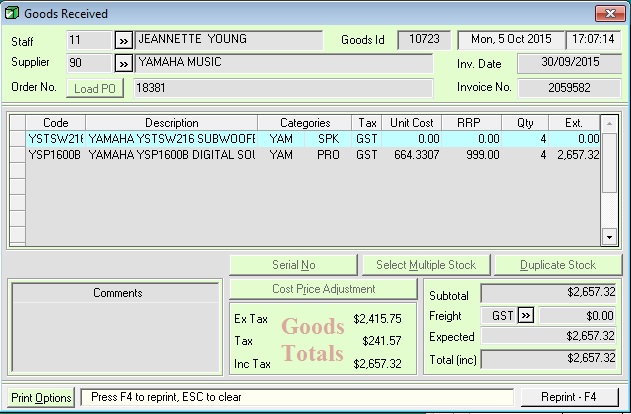 Goods Received
Staff 11 >> JEANNETTE YOUNG Goods Id 10723 Mon, 5 Oct 2015 17:07:14
Supplier 90 >> YAMAHA MUSIC Inv. Date 30/09/2015
Order No. Load PO 18381 Invoice No. 2059582
Code Description Categories Tax Unit Cost RRP Qty Ext.
YSTSW216 YAMAHA YSTSW216 SUBWOOFE YAM SPK GST 0.00 0.00 4 0.00
YSP1600B YAMAHA YSP1600B DIGITAL SOU YAM PRO GST 664.3307 999.00 4 2,657.32
Serial No Select Multiple Stock Duplicate Stock
Comments
Cost Price Adjustment
Ex Tax $2,415.75
Tax $241.57
Inc Tax $2,657.32
Goods
Totals
Subtotal $2,657.32
Freight GST >> $0.00
Expected $2,657.32
Total (inc) $2,657.32
Print Options Press F4 to reprint, ESC to clear Reprint - F4